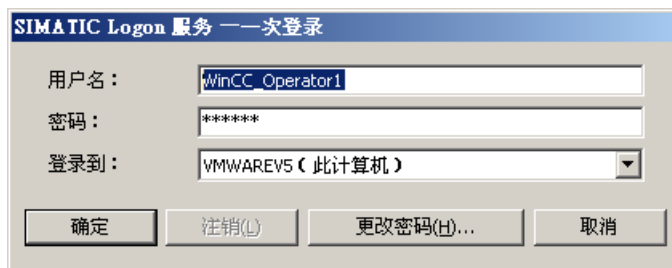 SIMATIC Logon 服务 ——次登录
用户名： WinCC_Operator1
密码： ******
登录到： VMWAREV5（此计算机）
确定 注销(L) 更改密码(H)... 取消